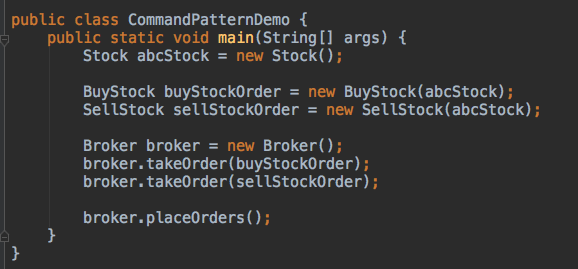 public class CommandPatternDemo {
    public static void main(String[] args) {
        Stock abcStock = new Stock();
        BuyStock buyStockOrder = new BuyStock(abcStock);
        SellStock sellStockOrder = new SellStock(abcStock);
        Broker broker = new Broker();
        broker.takeOrder(buyStockOrder);
        broker.takeOrder(sellStockOrder);
        broker.placeOrders();
    }
}